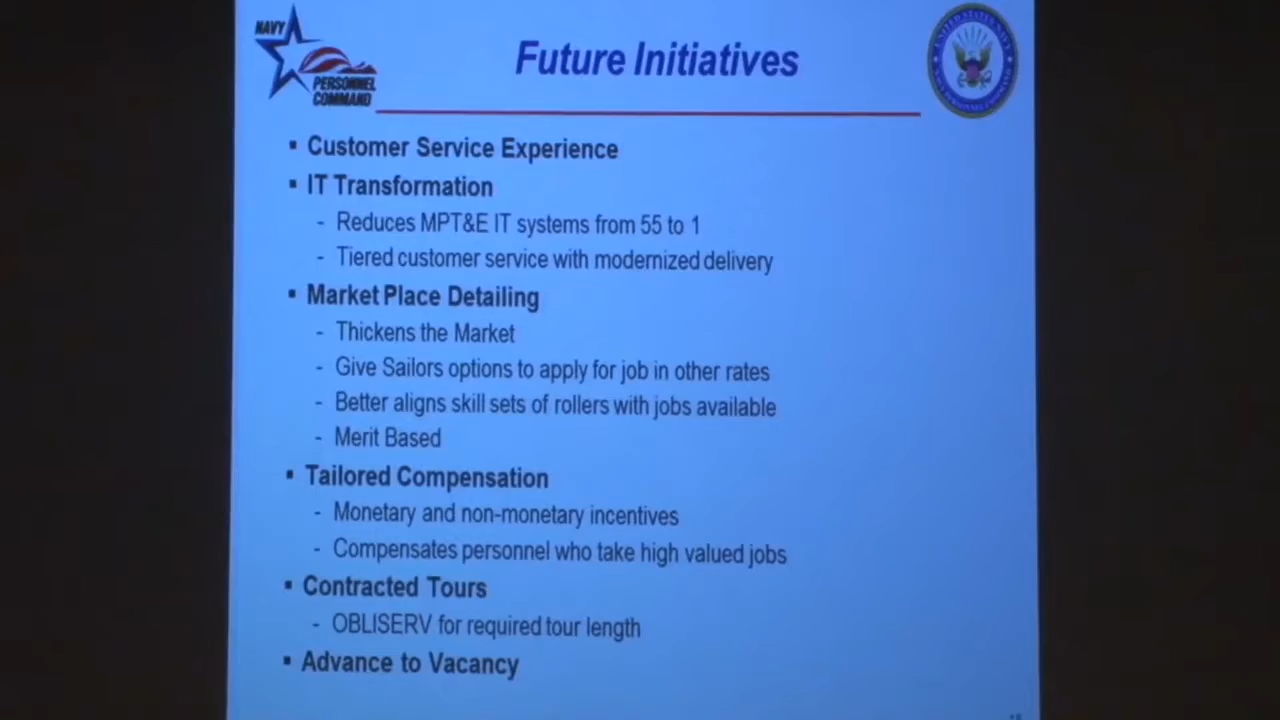 NAVY
PERSONNEL
COMMAND
Future Initiatives
▪ Customer Service Experience
▪ IT Transformation
- Reduces MPT&E IT systems from 55 to 1
- Tiered customer service with modernized delivery
▪ Market Place Detailing
- Thickens the Market
- Give Sailors options to apply for job in other rates
- Better aligns skill sets of rollers with jobs available
- Merit Based
▪ Tailored Compensation
- Monetary and non-monetary incentives
- Compensates personnel who take high valued jobs
▪ Contracted Tours
- OBLISERV for required tour length
▪ Advance to Vacancy